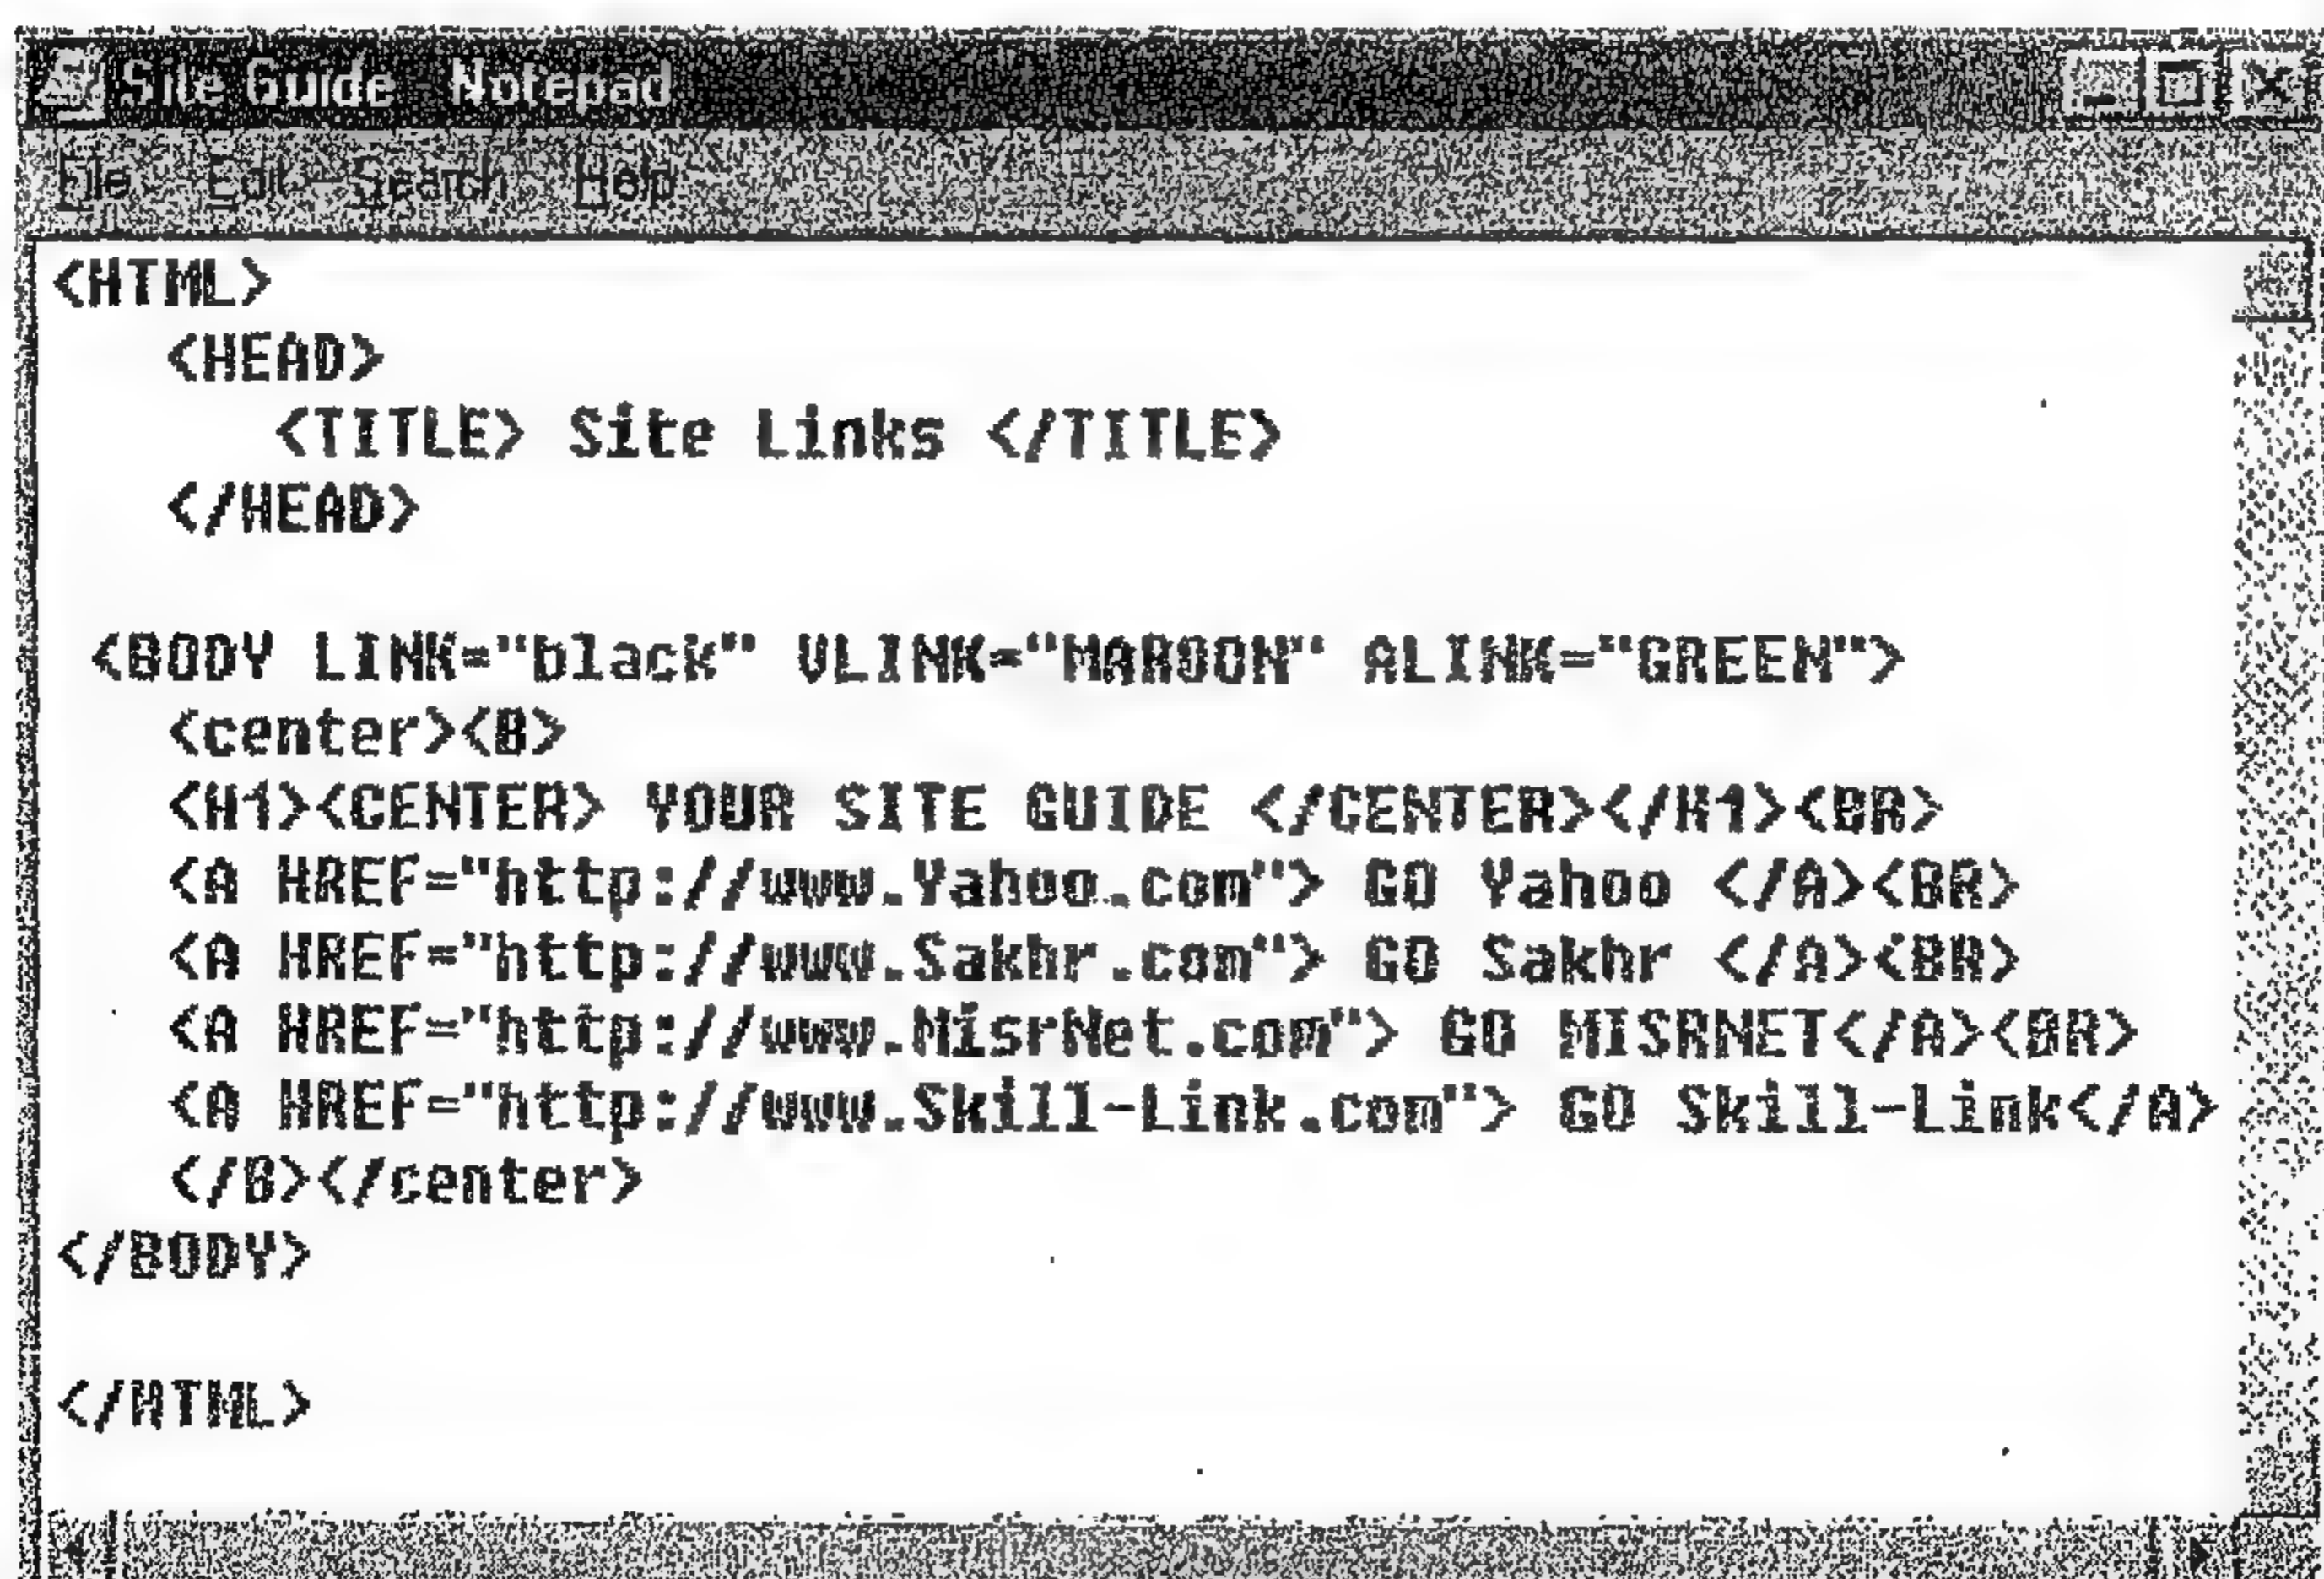 Site Guide Notepad
File Edit Search Help
<HTML>
<HEAD>
<TITLE> Site Links </TITLE>
</HEAD>
<BODY LINK="black" VLINK="MAROON" ALINK="GREEN">
<center><B>
<H1><CENTER> YOUR SITE GUIDE </CENTER></H1><BR>
<A HREF="http://www.Yahoo.com"> GO Yahoo </A><BR>
<A HREF="http://www.Sakhr.com"> GO Sakhr </A><BR>
<A HREF="http://www.MisrNet.com"> GO MISRNET</A><BR>
<A HREF="http://www.Skill-Link.com"> GO Skill-Link</A>
</B></center>
</BODY>
</HTML>